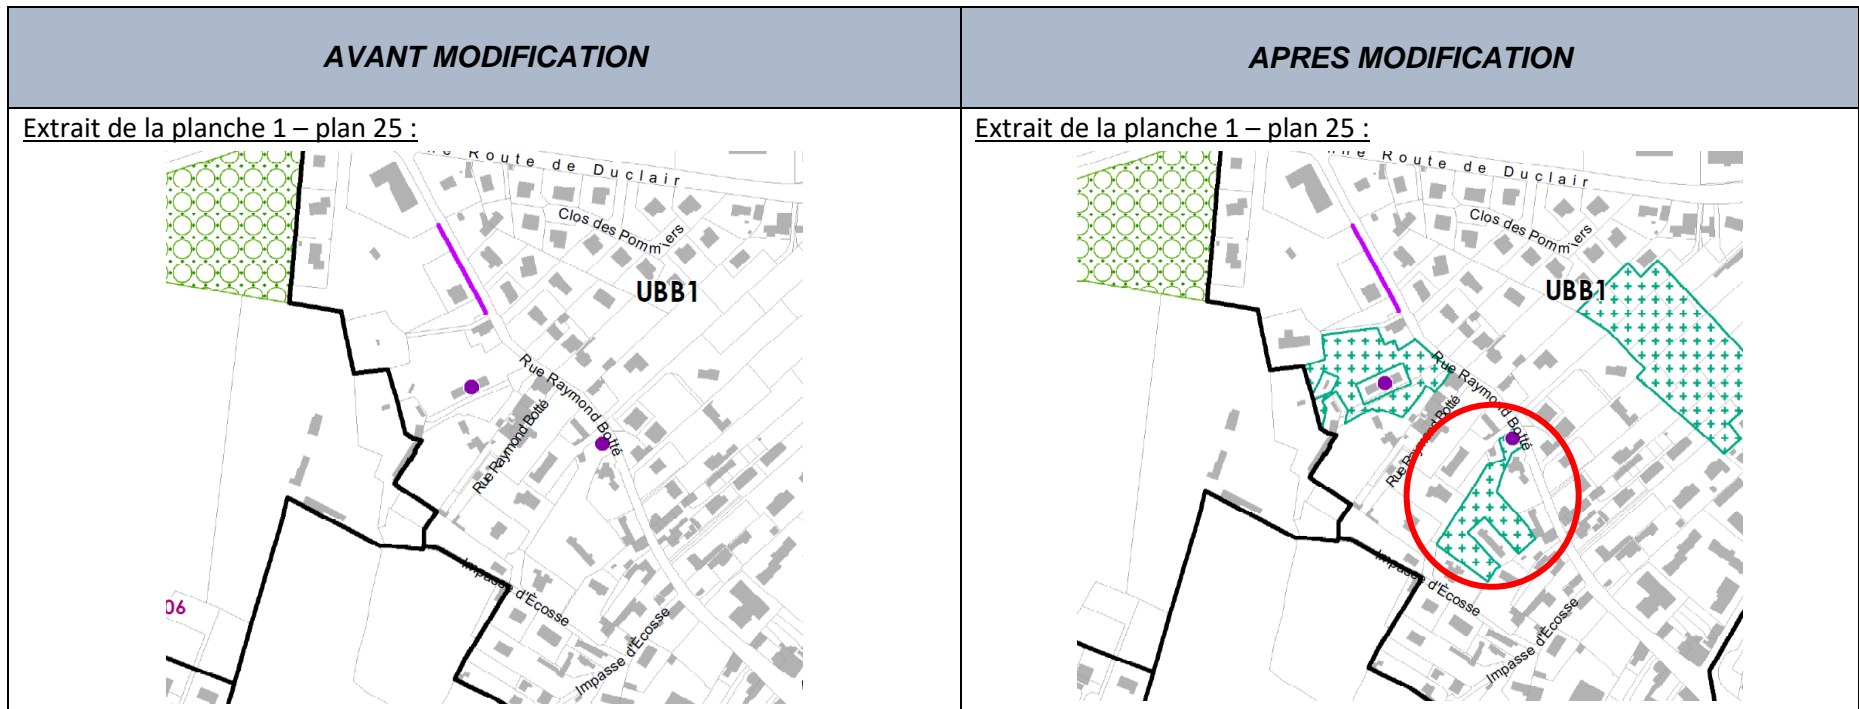 AVANT MODIFICATION
APRES MODIFICATION
Extrait de la planche 1 – plan 25 :
Route de Duclair
Clos des Pommiers
UBB1
Rue Raymond Botté
Rue Raymond Botté
Impasse d'Écosse
Impasse d'Écosse
06
Extrait de la planche 1 – plan 25 :
Route de Duclair
Clos des Pommiers
UBB1
Rue Raymond Botté
Rue Raymond Botté
Impasse d'Écosse
Impasse d'Écosse